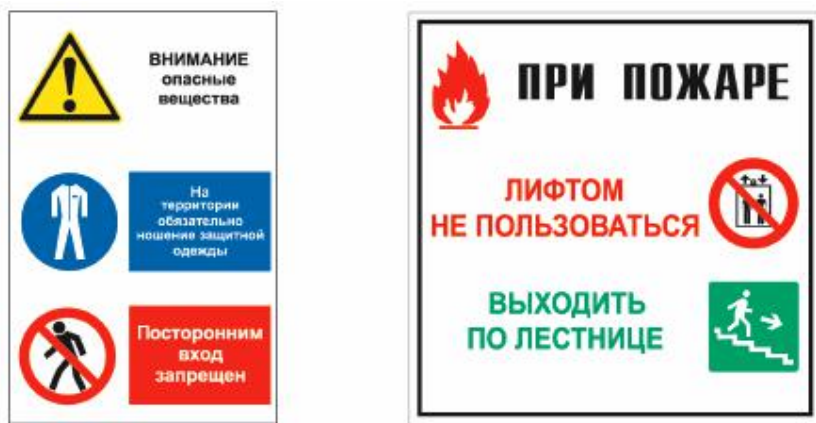 ВНИМАНИЕ
опасные
вещества
На
территории
обязательно
ношение защитной
одежды
Посторонним
вход
запрещен
ПРИ ПОЖАРЕ
ЛИФТОМ
НЕ ПОЛЬЗОВАТЬСЯ
ВЫХОДИТЬ
ПО ЛЕСТНИЦЕ